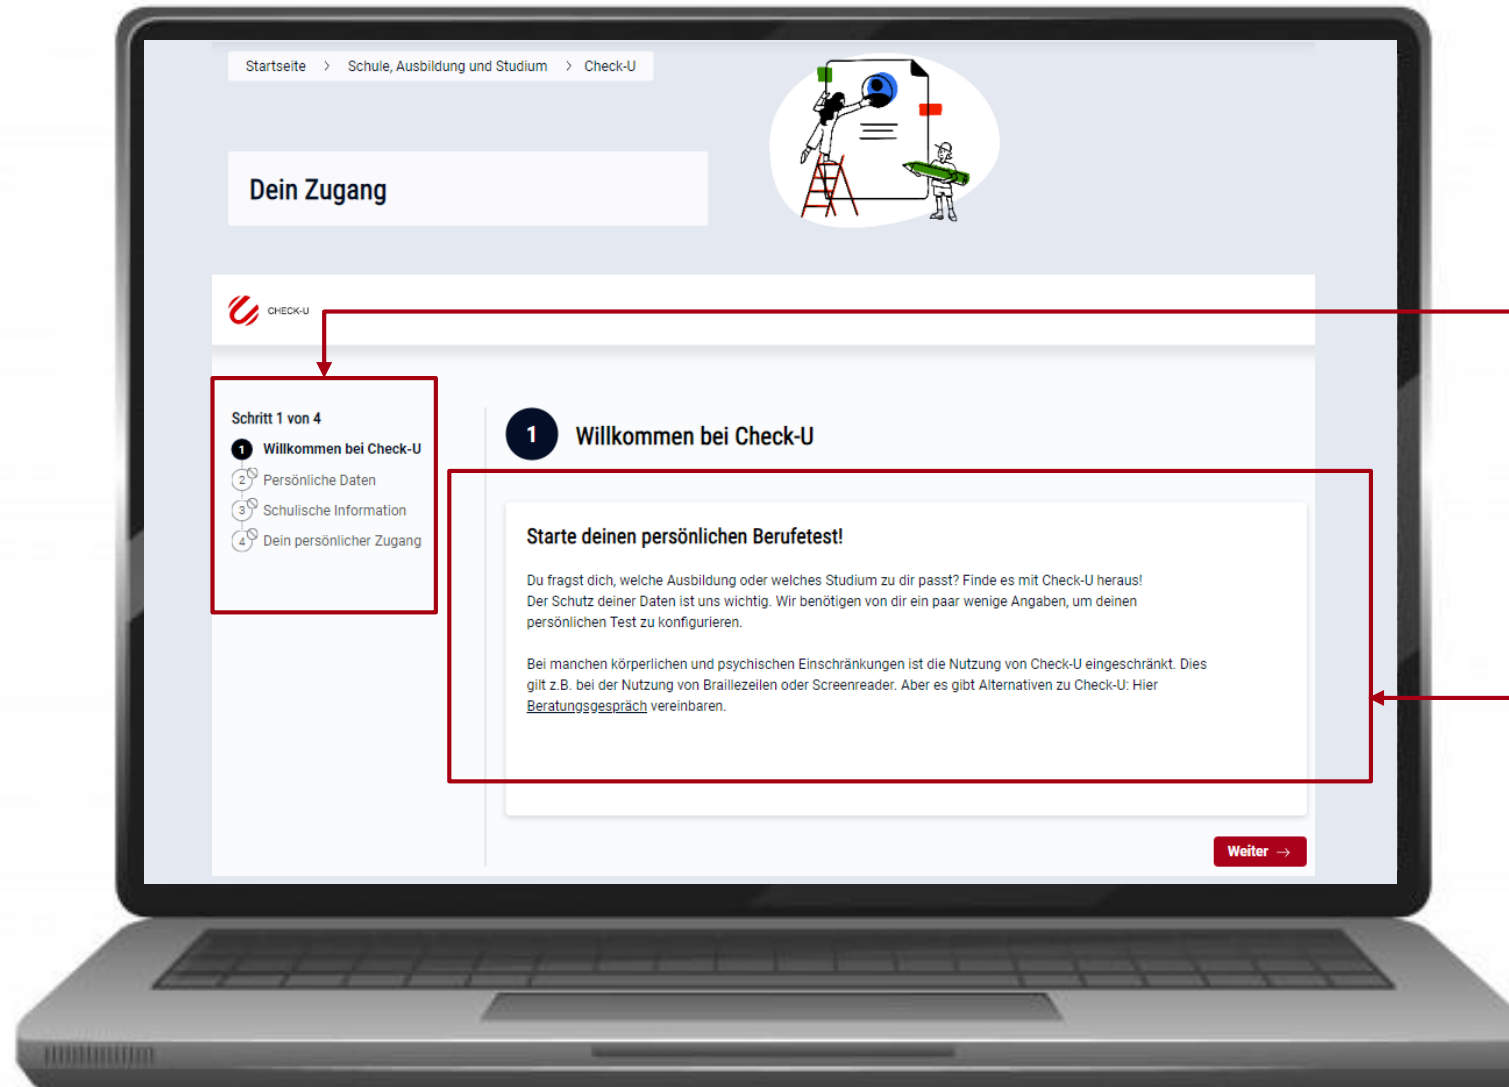 Startseite > Schule, Ausbildung und Studium > Check-U
Dein Zugang
CHECK-U
Schritt 1 von 4
1 Willkommen bei Check-U
2 Persönliche Daten
3 Schulische Information
4 Dein persönlicher Zugang
1 Willkommen bei Check-U
Starte deinen persönlichen Berufetest!
Du fragst dich, welche Ausbildung oder welches Studium zu dir passt? Finde es mit Check-U heraus!
Der Schutz deiner Daten ist uns wichtig. Wir benötigen von dir ein paar wenige Angaben, um deinen
persönlichen Test zu konfigurieren.
Bei manchen körperlichen und psychischen Einschränkungen ist die Nutzung von Check-U eingeschränkt. Dies
gilt z.B. bei der Nutzung von Braillezeilen oder Screenreader. Aber es gibt Alternativen zu Check-U: Hier
Beratungsgespräch vereinbaren.
Weiter →